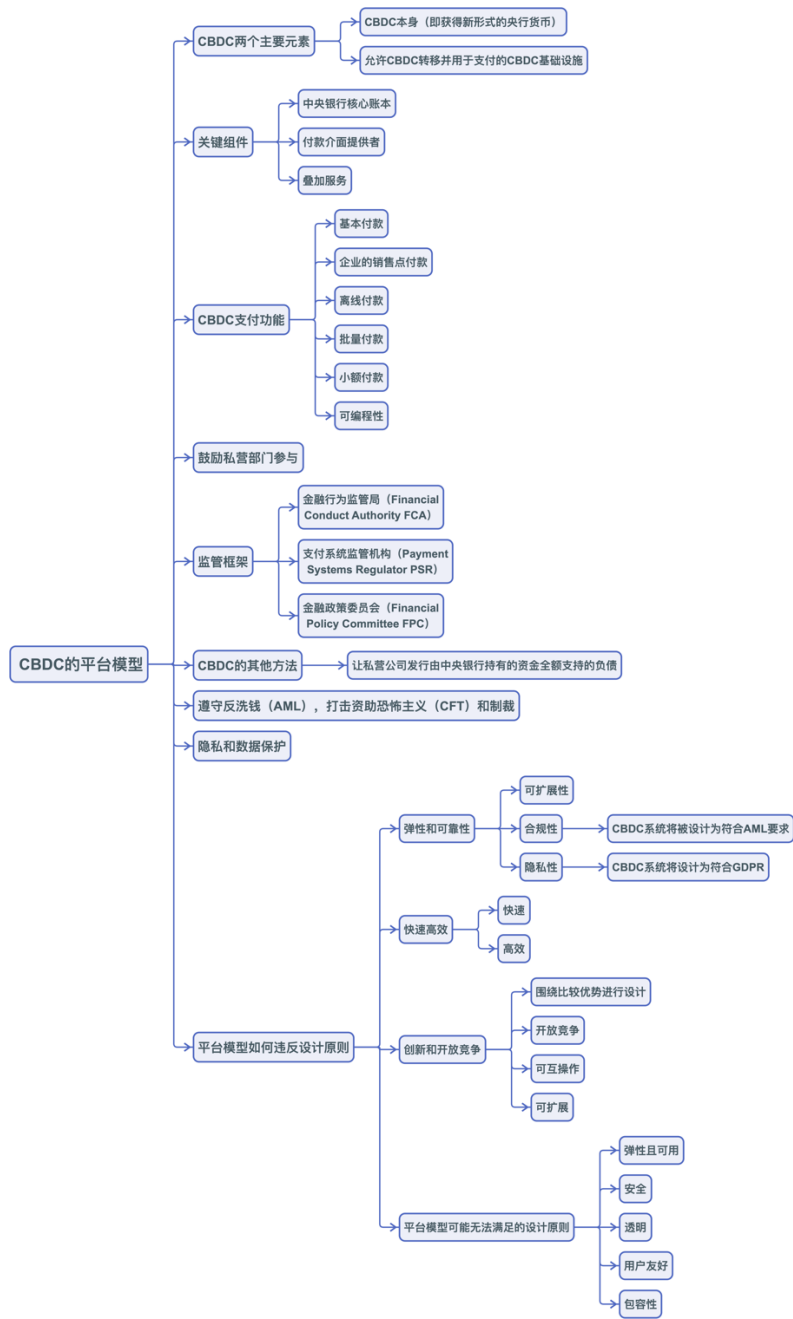 CBDC的平台模型
CBDC两个主要元素
CBDC本身（即获得新形式的央行货币）
允许CBDC转移并用于支付的CBDC基础设施
关键组件
中央银行核心账本
付款介面提供者
叠加服务
CBDC支付功能
基本付款
企业的销售点付款
离线付款
批量付款
小额付款
可编程性
鼓励私营部门参与
监管框架
金融行为监管局（Financial
Conduct Authority FCA）
支付系统监管机构（Payment
Systems Regulator PSR）
金融政策委员会（Financial
Policy Committee FPC）
CBDC的其他方法
让私营公司发行由中央银行持有的资金全额支持的负债
遵守反洗钱（AML），打击资助恐怖主义（CFT）和制裁
隐私和数据保护
平台模型如何违反设计原则
弹性和可靠性
可扩展性
合规性
CBDC系统将被设计为符合AML要求
隐私性
CBDC系统将设计为符合GDPR
快速高效
快速
高效
创新和开放竞争
围绕比较优势进行设计
开放竞争
可互操作
可扩展
平台模型可能无法满足的设计原则
弹性且可用
安全
透明
用户友好
包容性